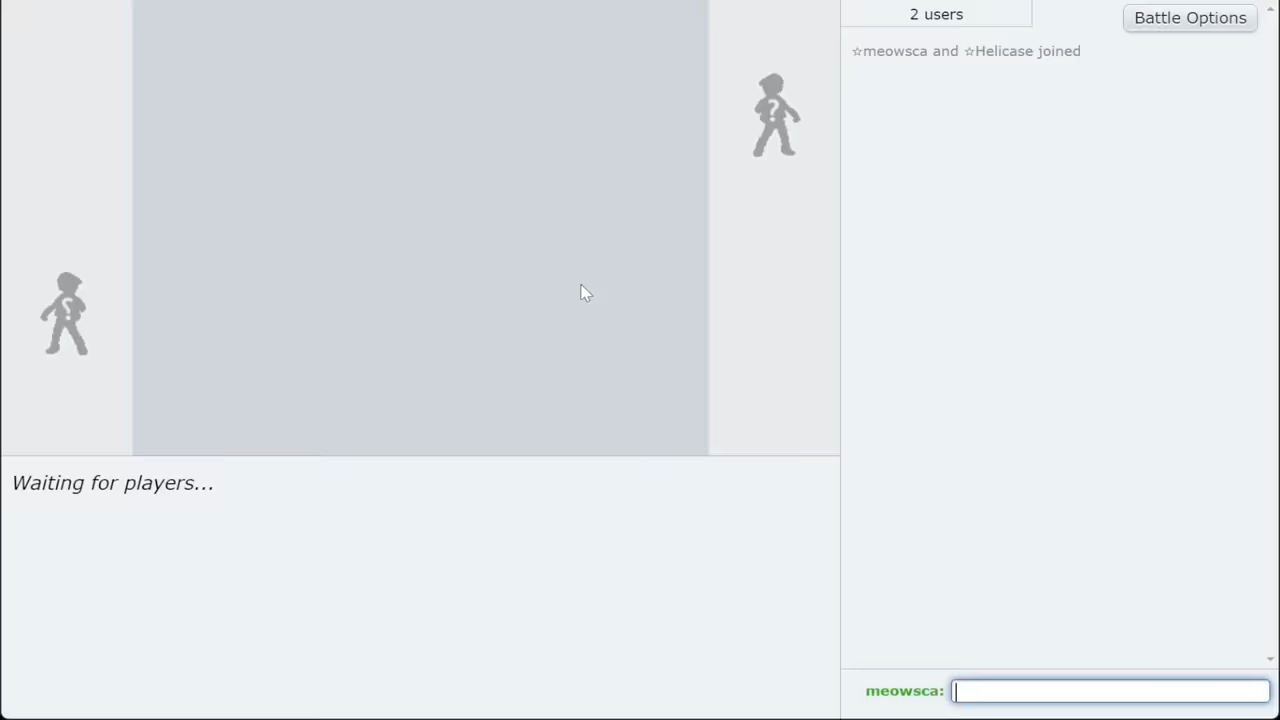 2 users
Battle Options
☆meowsca and ☆Helicase joined
?
?
Waiting for players...
meowsca: